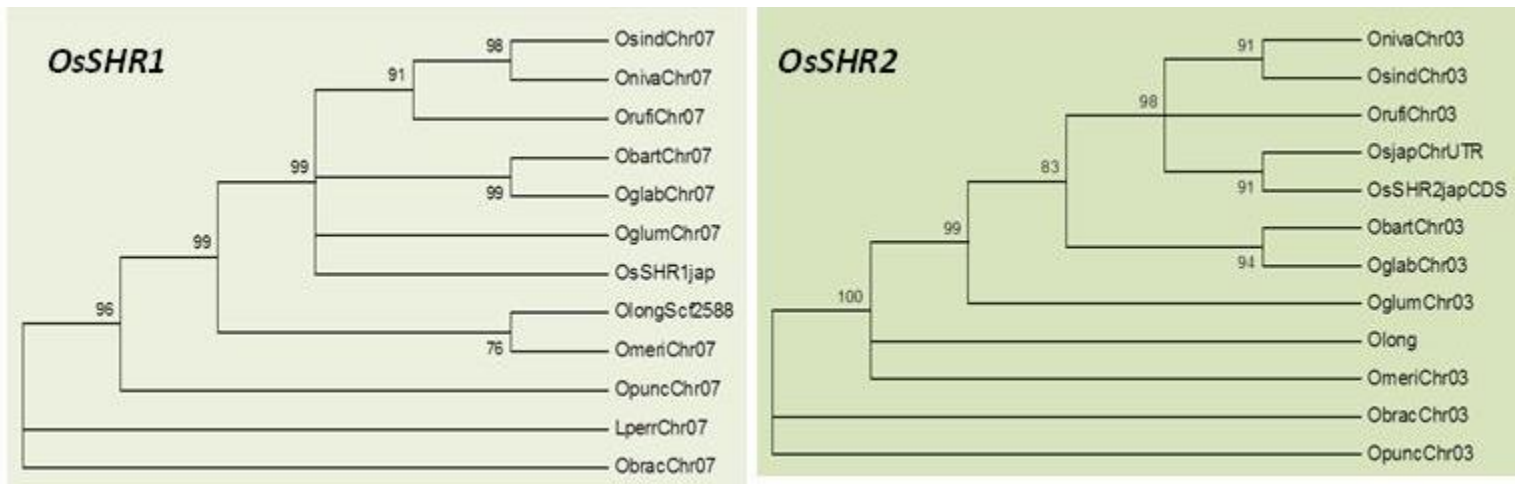 OsSHR1
OsindChr07
98
OnivaChr07
91
OrufiChr07
ObartChr07
99
OglabChr07
99
OglumChr07
99
OsSHR1jap
OlongScf2588
96
OmeriChr07
76
OpuncChr07
LperrChr07
ObracChr07
OsSHR2
OnivaChr03
91
OsindChr03
98
OrufiChr03
OsjapChrUTR
83
OsSHR2japCDS
91
ObartChr03
99
OglabChr03
94
OglumChr03
100
Olong
OmeriChr03
ObracChr03
OpuncChr03